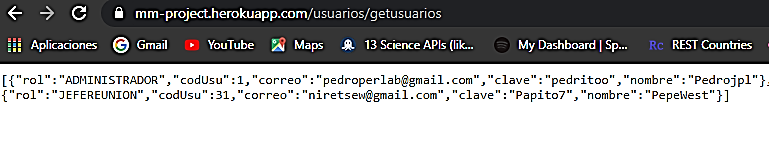 mm-project.herokuapp.com/usuarios/getusuarios
Aplicaciones Gmail YouTube Maps 13 Science APIs (lik... My Dashboard | Sp... Rc REST Countries
[{"rol":"ADMINISTRADOR","codUsu":1,"correo":"pedroperlab@gmail.com","clave":"pedritoo","nombre":"Pedrojpl"},
{"rol":"JEFEREUNION","codUsu":31,"correo":"niretsew@gmail.com","clave":"Papito7","nombre":"PepeWest"}]